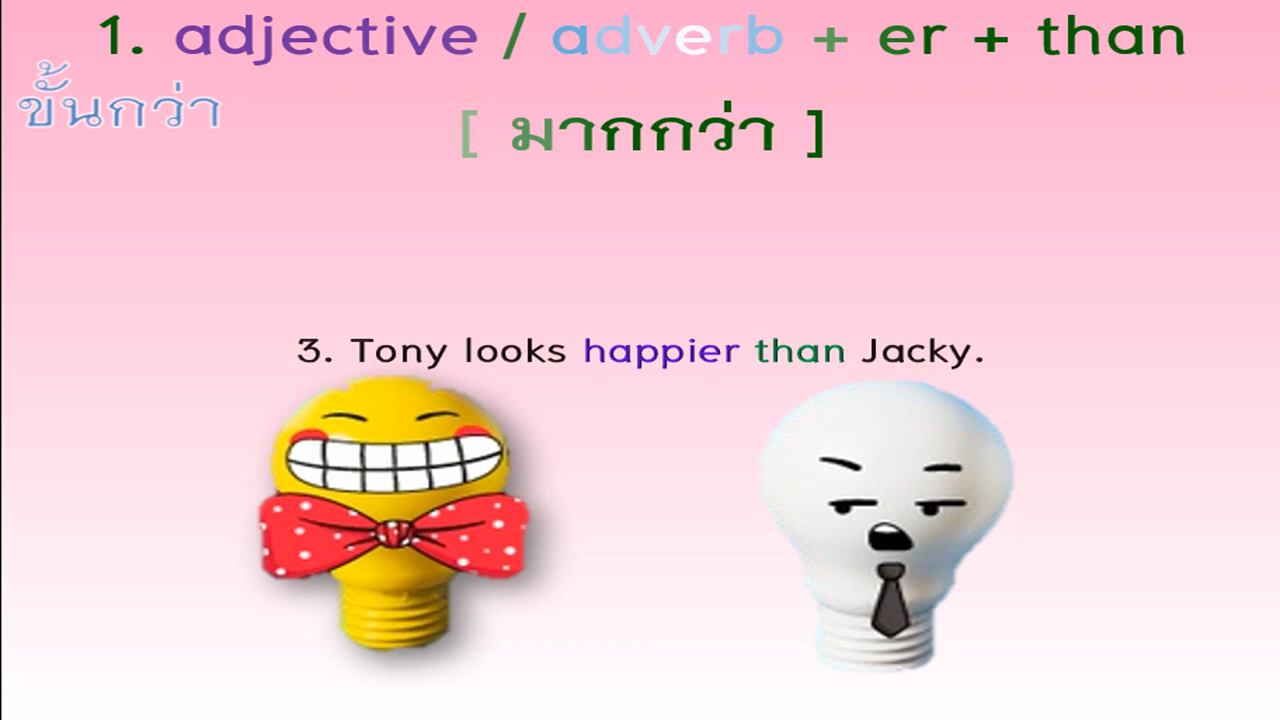 1. adjective / adverb + er + than
ขั้นกว่า
[ มากกว่า ]
3. Tony looks happier than Jacky.